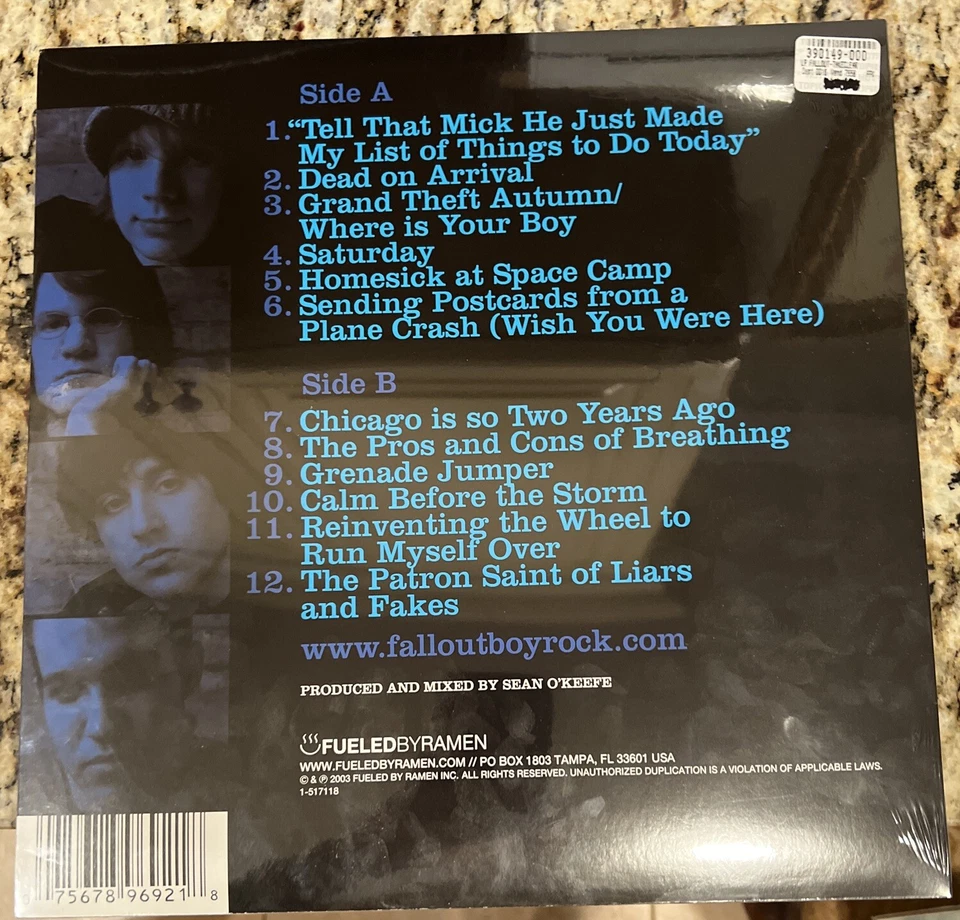 390149-000
Side A
1. “Tell That Mick He Just Made
My List of Things to Do Today”
2. Dead on Arrival
3. Grand Theft Autumn/
Where is Your Boy
4. Saturday
5. Homesick at Space Camp
6. Sending Postcards from a
Plane Crash (Wish You Were Here)
Side B
7. Chicago is so Two Years Ago
8. The Pros and Cons of Breathing
9. Grenade Jumper
10. Calm Before the Storm
11. Reinventing the Wheel to
Run Myself Over
12. The Patron Saint of Liars
and Fakes
www.falloutboyrock.com
PRODUCED AND MIXED BY SEAN O'KEEFE
FUELEDBYRAMEN
WWW.FUELEDBYRAMEN.COM // PO BOX 1803 TAMPA, FL 33601 USA
© & ℗ 2003 FUELED BY RAMEN INC. ALL RIGHTS RESERVED. UNAUTHORIZED DUPLICATION IS A VIOLATION OF APPLICABLE LAWS.
1-517118
75678 96921 8